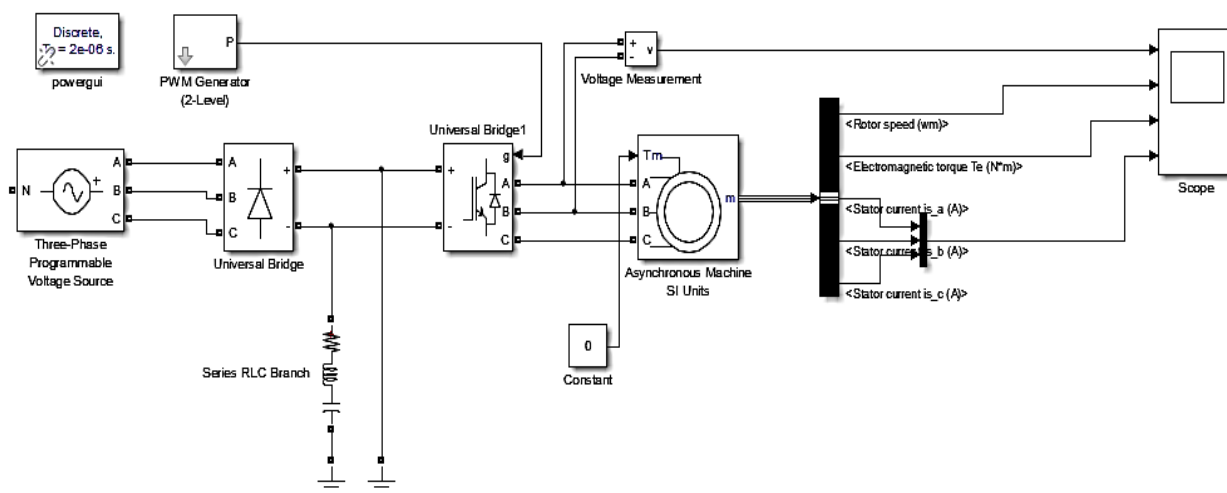 Discrete,
Ts = 2e-06 s.
powergui
P
PWM Generator
(2-Level)
+
-
v
Voltage Measurement
Universal Bridge1
N
+
A
B
C
Three-Phase
Programmable
Voltage Source
A
B
C
+
-
Universal Bridge
+
-
g
A
B
C
Tm
A
B
C
m
Asynchronous Machine
SI Units
<Rotor speed (wm)>
<Electromagnetic torque Te (N*m)>
<Stator current is_a (A)>
<Stator current is_b (A)>
<Stator current is_c (A)>
Scope
0
Constant
Series RLC Branch